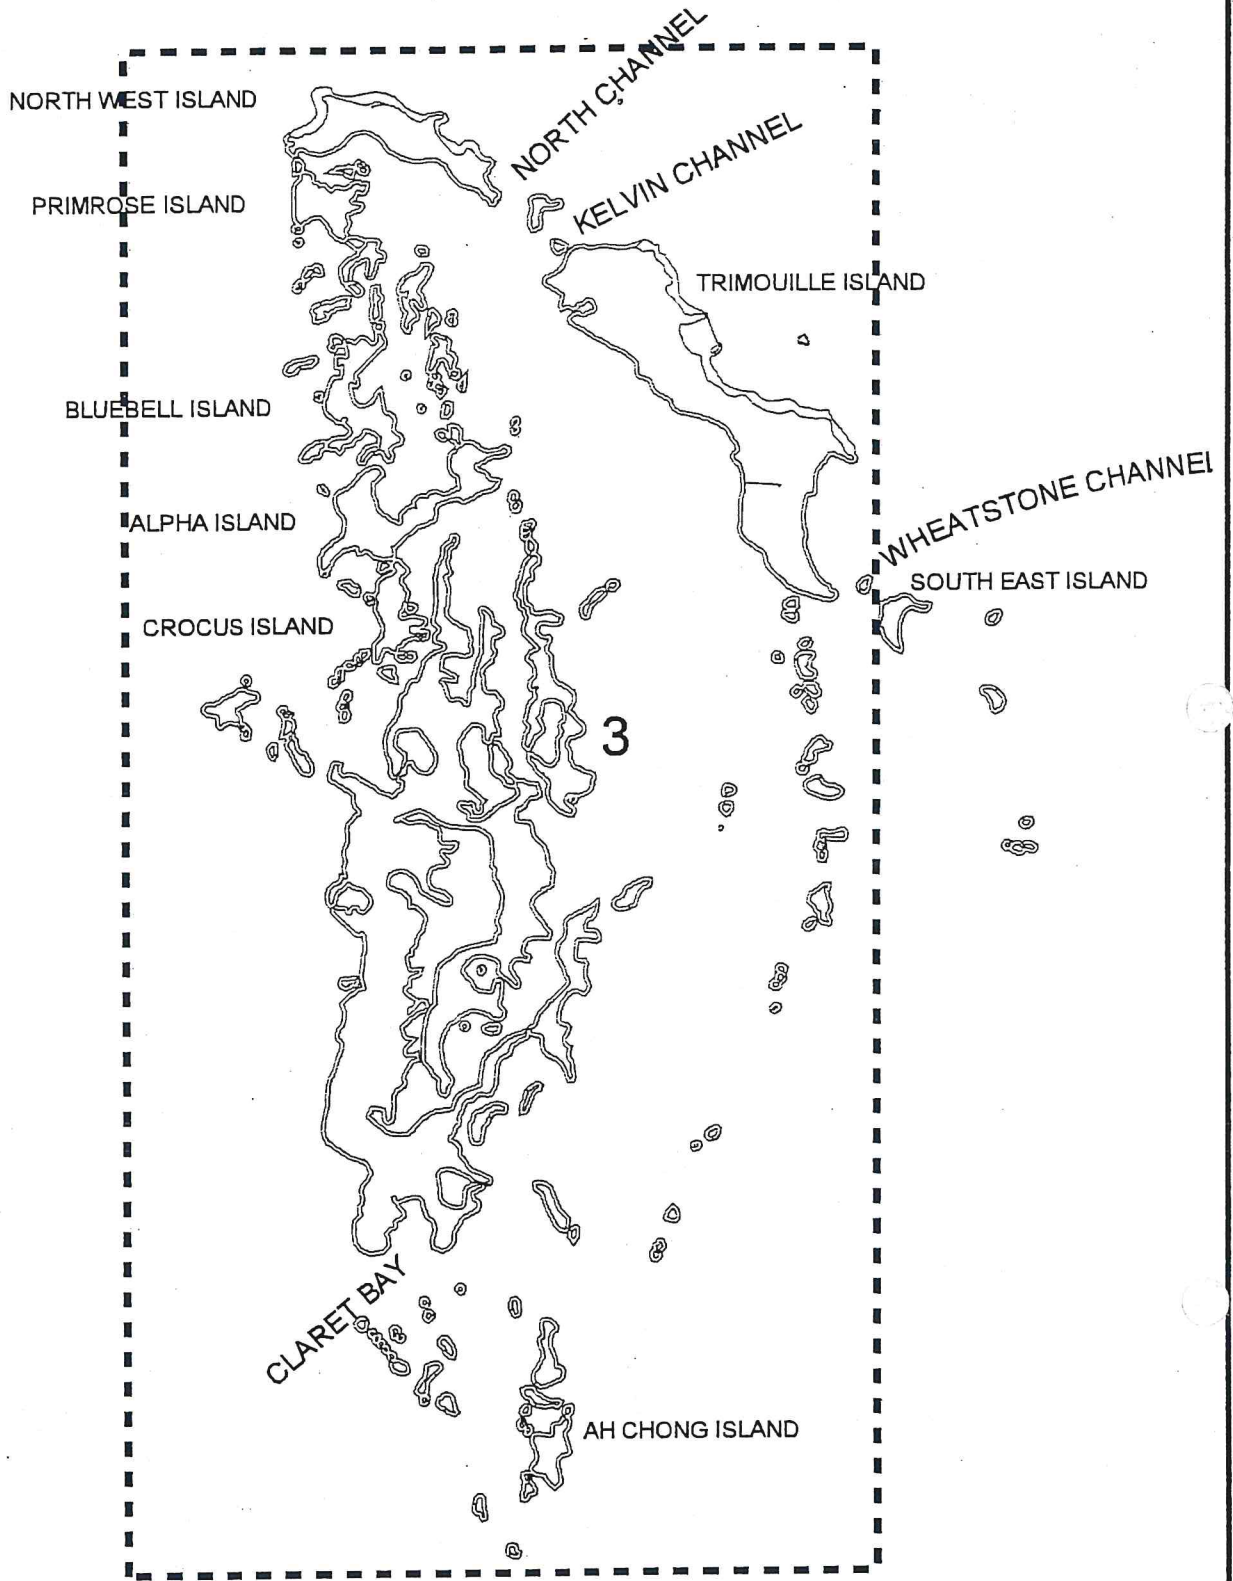 NORTH CHANNEL
NORTH WEST ISLAND
KELVIN CHANNEL
PRIMROSE ISLAND
TRIMOUILLE ISLAND
BLUEBELL ISLAND
WHEATSTONE CHANNEL
ALPHA ISLAND
SOUTH EAST ISLAND
CROCUS ISLAND
3
CLARET BAY
AH CHONG ISLAND